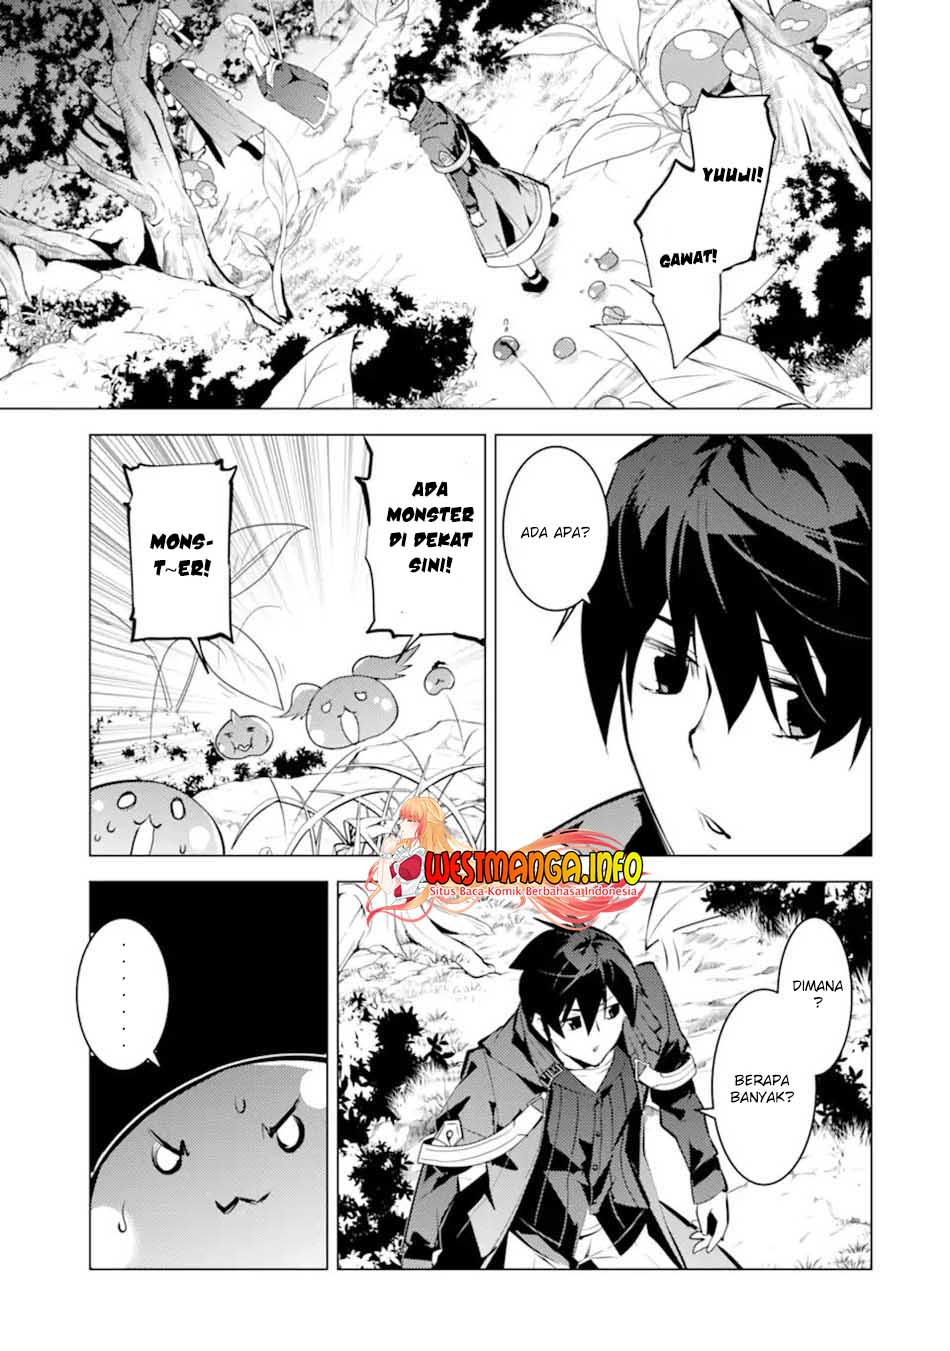 YUUJI!
GAWAT!
ADA APA?
ADA
MONSTER
DI DEKAT
SINI!
MONS-
T~ER!
WESTMANGA.INFO
Situs Baca Komik Berbahasa Indonesia
DIMANA
?
BERAPA
BANYAK?
. . . . . . .